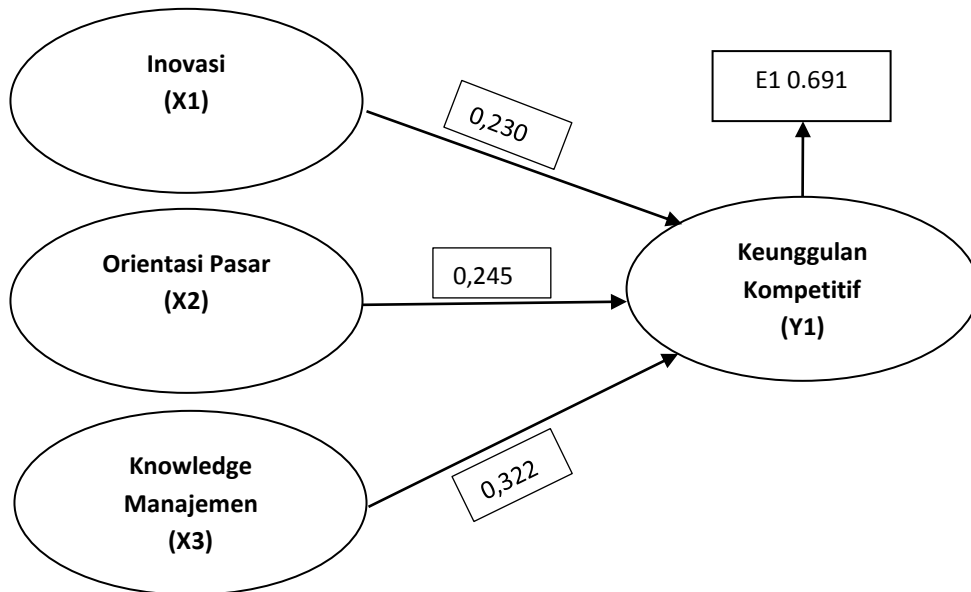 Inovasi
(X1)
0,230
E1 0.691
Orientasi Pasar
(X2)
0,245
Keunggulan
Kompetitif
(Y1)
Knowledge
Manajemen
(X3)
0,322